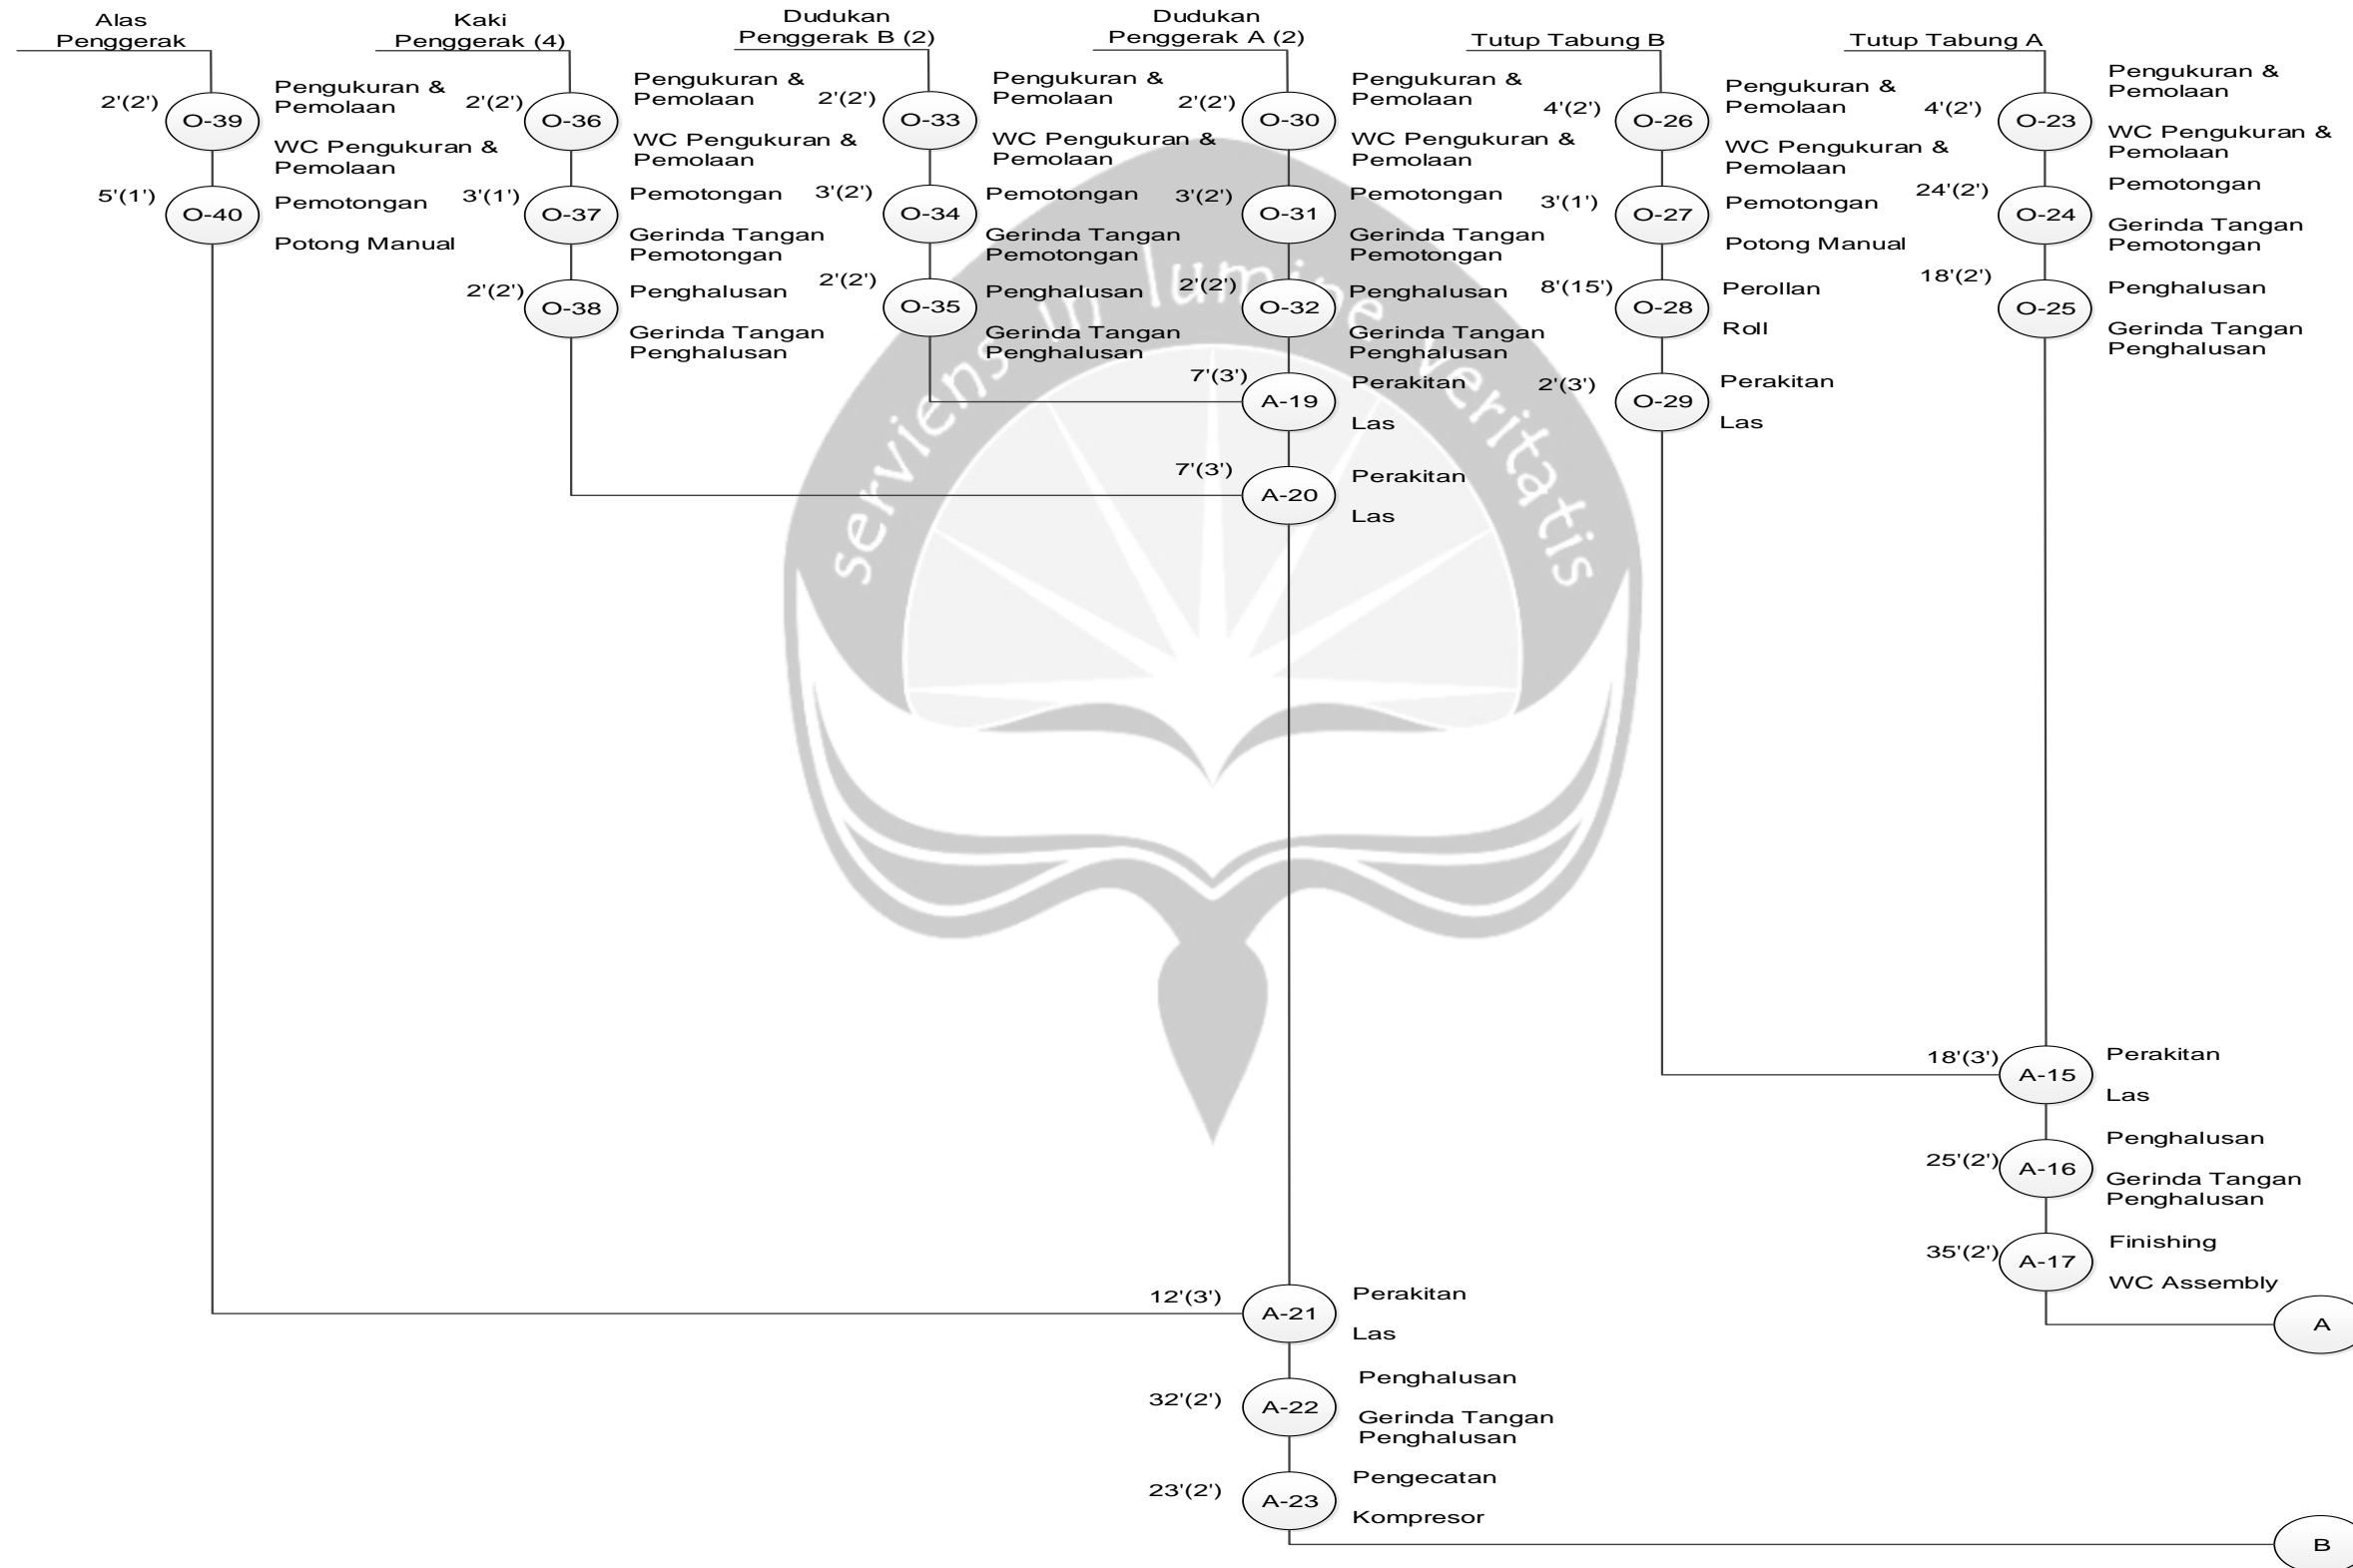 Alas
Penggerak
2'(2')
O-39
Pengukuran &
Pemolaan
WC Pengukuran &
Pemolaan
5'(1')
O-40
Pemotongan
Potong Manual
Kaki
Penggerak (4)
2'(2')
O-36
Pengukuran &
Pemolaan
WC Pengukuran &
Pemolaan
3'(1')
O-37
Pemotongan
Gerinda Tangan
Pemotongan
2'(2')
O-38
Penghalusan
Gerinda Tangan
Penghalusan
Dudukan
Penggerak B (2)
2'(2')
O-33
Pengukuran &
Pemolaan
WC Pengukuran &
Pemolaan
3'(2')
O-34
Pemotongan
Gerinda Tangan
Pemotongan
2'(2')
O-35
Penghalusan
Gerinda Tangan
Penghalusan
Dudukan
Penggerak A (2)
2'(2')
O-30
Pengukuran &
Pemolaan
WC Pengukuran &
Pemolaan
3'(2')
O-31
Pemotongan
Gerinda Tangan
Pemotongan
2'(2')
O-32
Penghalusan
Gerinda Tangan
Penghalusan
7'(3')
A-19
Perakitan
Las
7'(3')
A-20
Perakitan
Las
12'(3')
A-21
Perakitan
Las
32'(2')
A-22
Penghalusan
Gerinda Tangan
Penghalusan
23'(2')
A-23
Pengecatan
Kompresor
B
Tutup Tabung B
4'(2')
O-26
Pengukuran &
Pemolaan
WC Pengukuran &
Pemolaan
3'(1')
O-27
Pemotongan
Potong Manual
8'(15')
O-28
Perollan
Roll
2'(3')
O-29
Perakitan
Las
Tutup Tabung A
4'(2')
O-23
Pengukuran &
Pemolaan
WC Pengukuran &
Pemolaan
24'(2')
O-24
Pemotongan
Gerinda Tangan
Pemotongan
18'(2')
O-25
Penghalusan
Gerinda Tangan
Penghalusan
18'(3')
A-15
Perakitan
Las
25'(2')
A-16
Penghalusan
Gerinda Tangan
Penghalusan
35'(2')
A-17
Finishing
WC Assembly
A
serviens in lumine veritatis